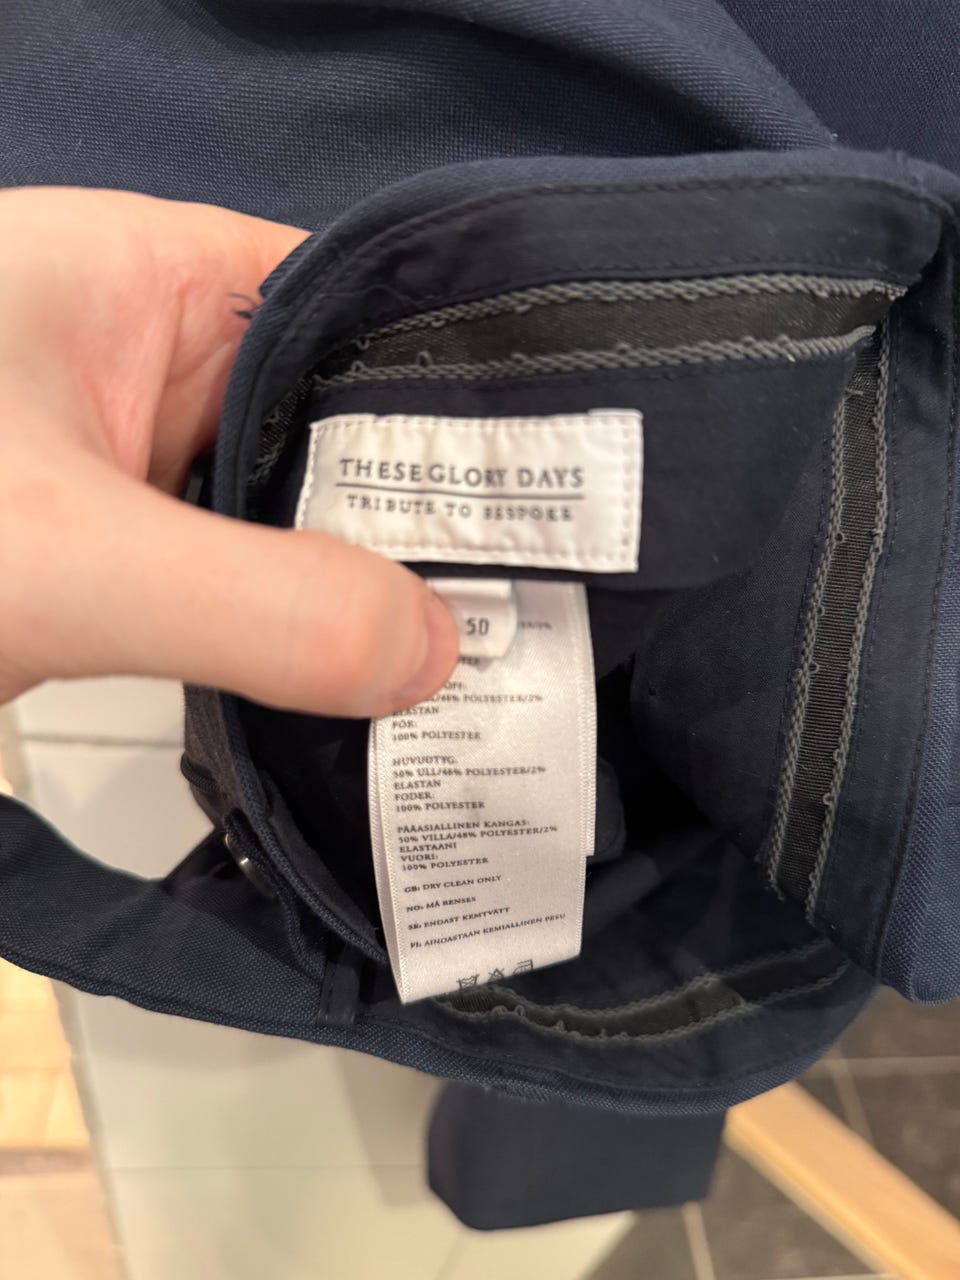 THESE GLORY DAYS
TRIBUTE TO BESPOKE
50
POLYESTER/2%
ELASTAN
FÔR:
100% POLYESTER
HUVUDTYG:
50% ULL/48% POLYESTER/2%
ELASTAN
FODER:
100% POLYESTER
PÄÄASIALLINEN KANGAS:
50% VILLA/48% POLYESTER/2%
ELASTAANI
VUORI:
100% POLYESTER
GB: DRY CLEAN ONLY
NO: MÅ RENSES
SE: ENDAST KEMTVÄTT
FI: AINOASTAAN KEMIALLINEN PESU